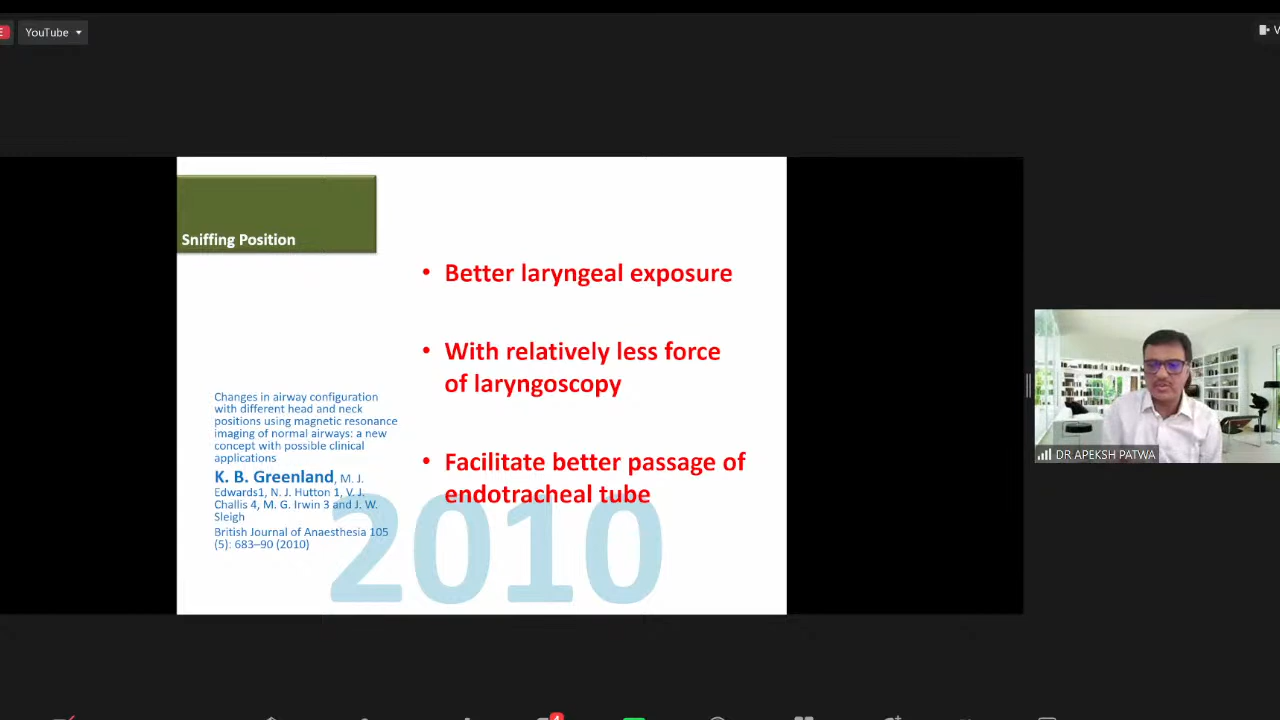 E
YouTube
V
Sniffing Position
• Better laryngeal exposure
• With relatively less force
of laryngoscopy
• Facilitate better passage of
endotracheal tube
Changes in airway configuration
with different head and neck
positions using magnetic resonance
imaging of normal airways: a new
concept with possible clinical
applications
K. B. Greenland, M. J.
Edwards1, N. J. Hutton 1, V. J.
Challis 4, M. G. Irwin 3 and J. W.
Sleigh
British Journal of Anaesthesia 105
(5): 683–90 (2010)
2010
DR APEKSH PATWA